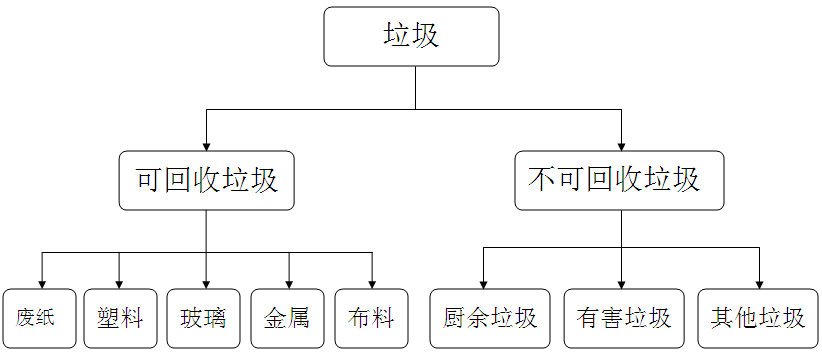 垃圾
可回收垃圾
不可回收垃圾
废纸
塑料
玻璃
金属
布料
厨余垃圾
有害垃圾
其他垃圾